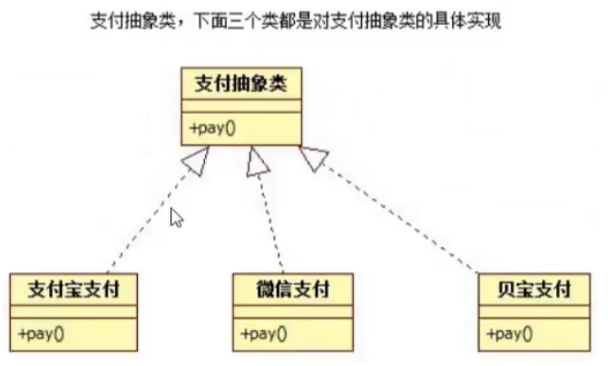 支付抽象类，下面三个类都是对支付抽象类的具体实现
支付抽象类
+pay()
支付宝支付
微信支付
贝宝支付
+pay()
+pay()
+pay()